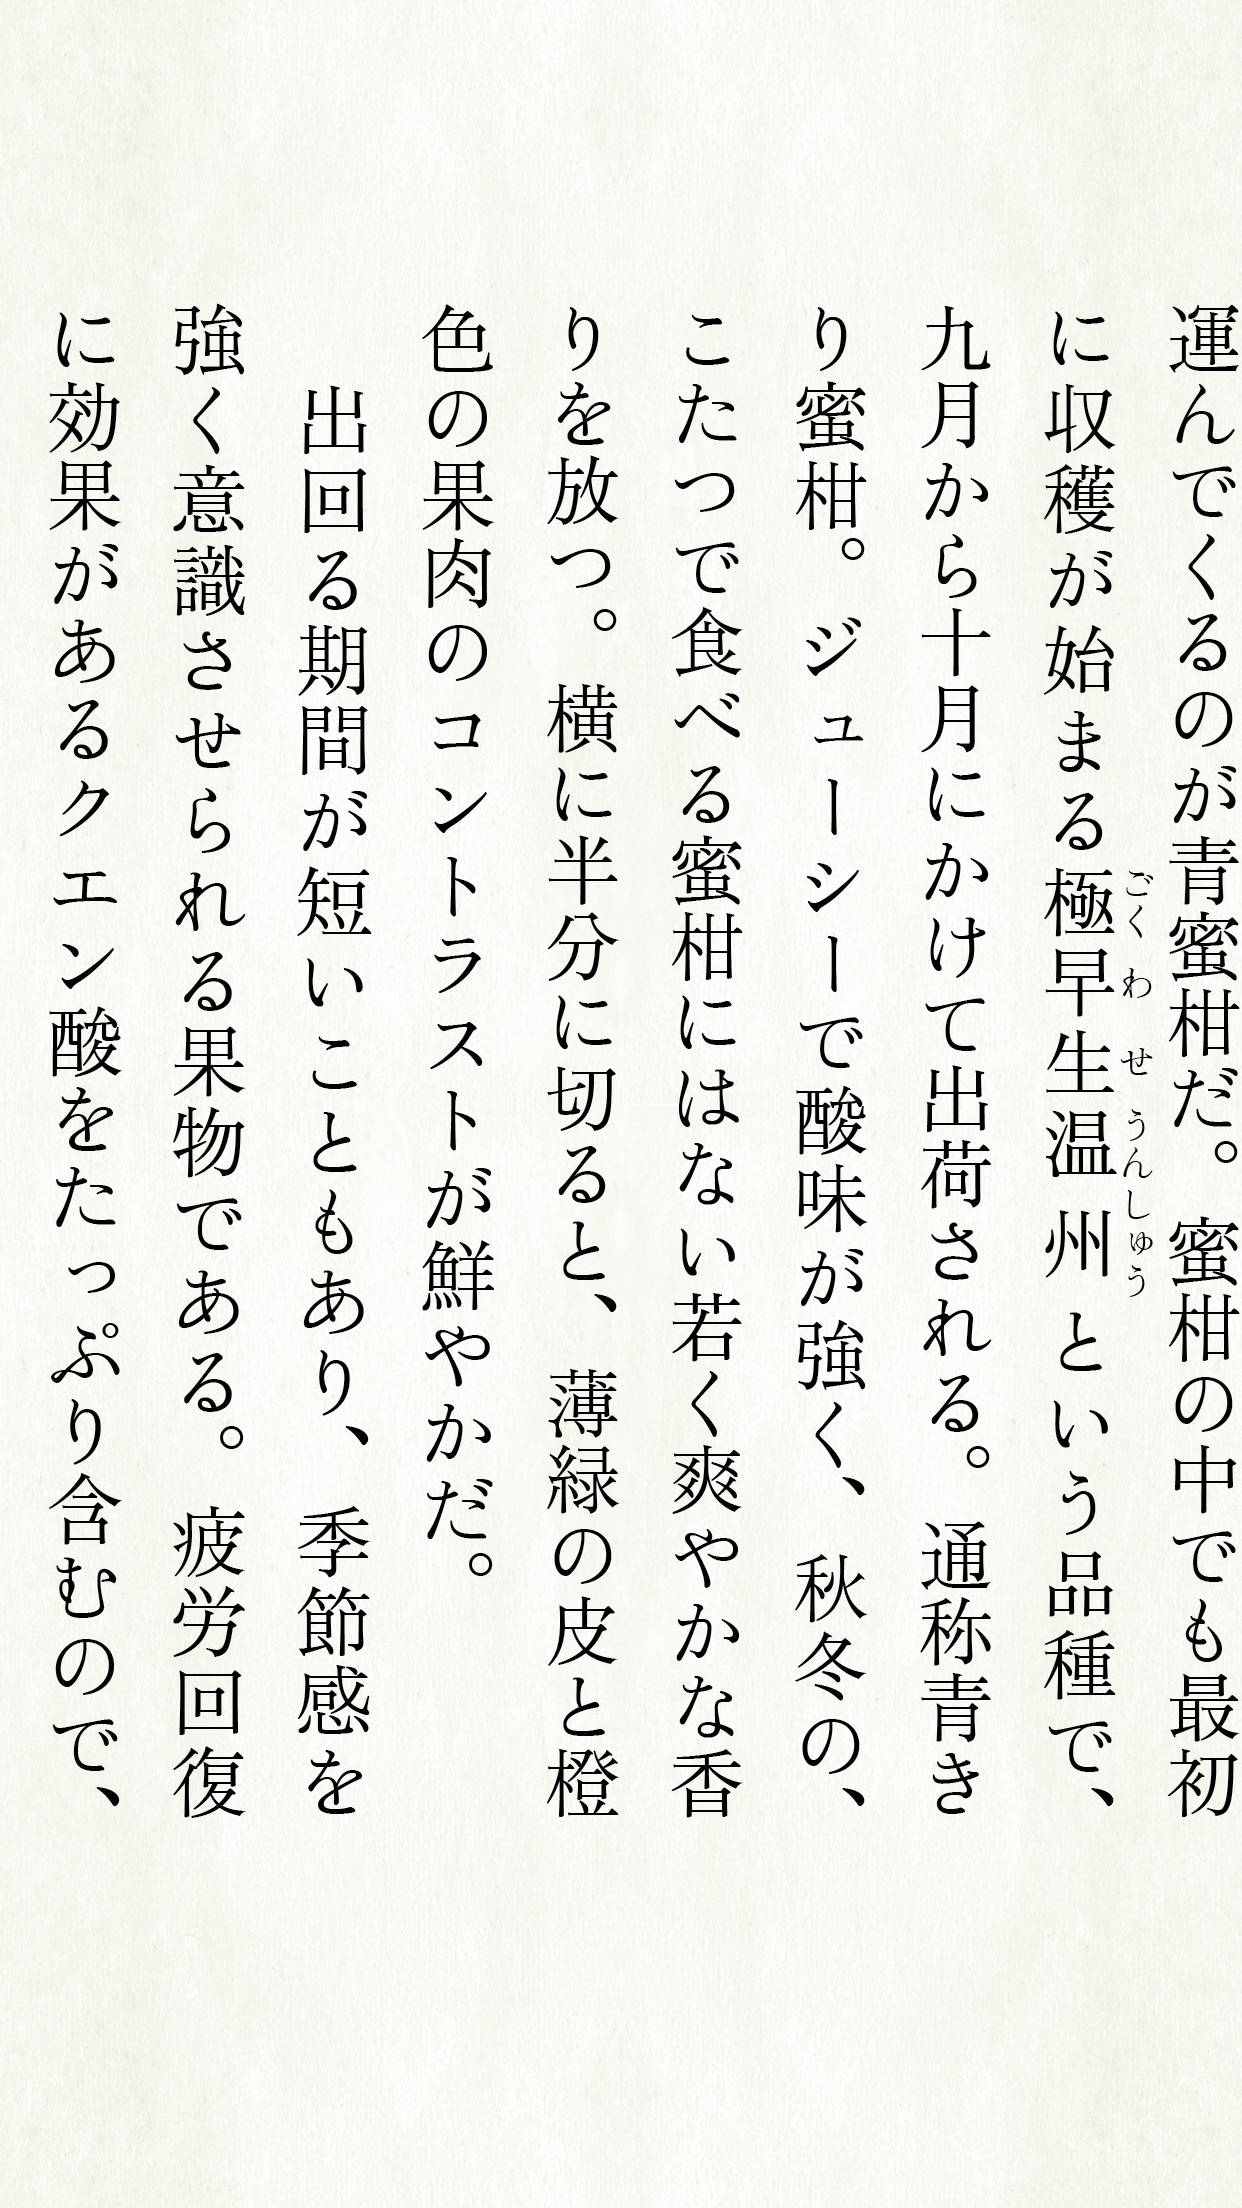 運んでくるのが青蜜柑だ。蜜柑の中でも最初
に収穫が始まる極早生温州という品種で、
ごくわせうんしゅう
九月から十月にかけて出荷される。通称青き
り蜜柑。ジューシーで酸味が強く、秋冬の、
こたつで食べる蜜柑にはない若く爽やかな香
りを放つ。横に半分に切ると、薄緑の皮と橙
色の果肉のコントラストが鮮やかだ。
出回る期間が短いこともあり、季節感を
強く意識させられる果物である。疲労回復
に効果があるクエン酸をたっぷり含むので、